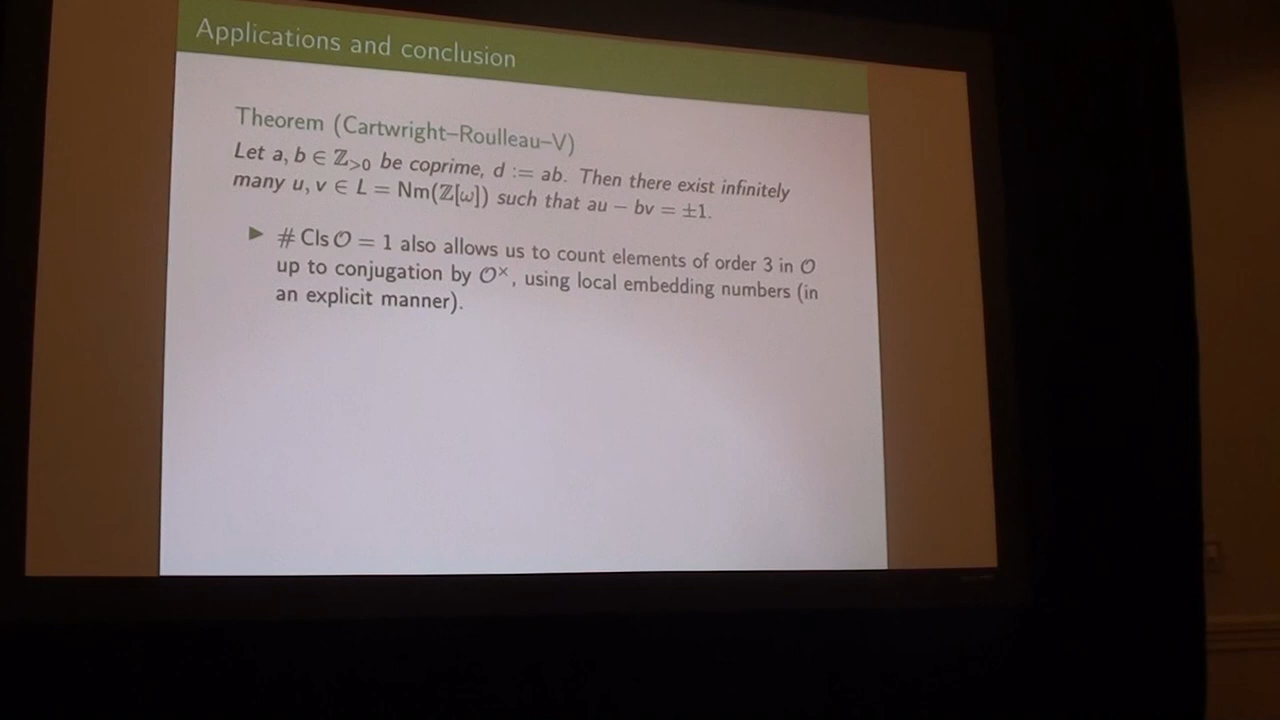 Applications and conclusion
Theorem (Cartwright–Roulleau–V)
Let a, b ∈ ℤ>0 be coprime, d := ab. Then there exist infinitely
many u, v ∈ L = Nm(ℤ[ω]) such that au − bv = ±1.
▶ # Cls 𝒪 = 1 also allows us to count elements of order 3 in 𝒪
up to conjugation by 𝒪×, using local embedding numbers (in
an explicit manner).